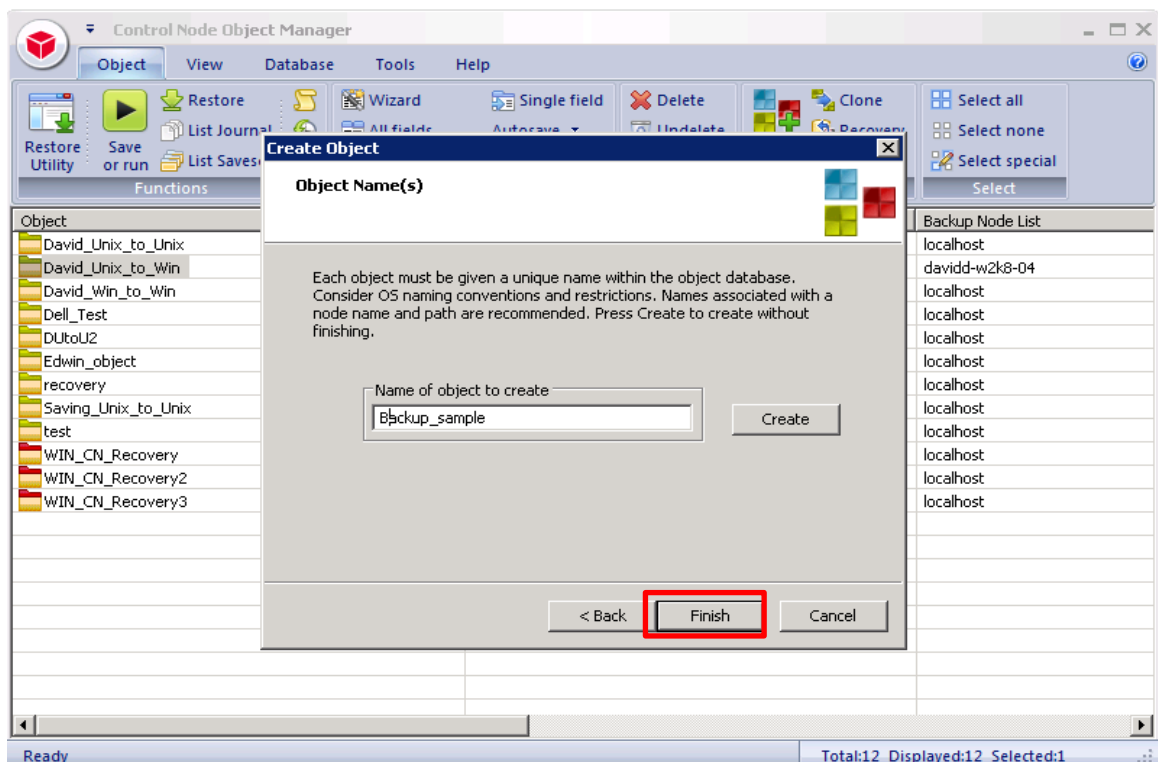 Control Node Object Manager
Object View Database Tools Help
Restore Utility
Save or run
Restore
List Journal
List Saves
Functions
Wizard
All fields
Single field
Autosave
Delete
Undelete
Clone
Recovery
Select all
Select none
Select special
Select
Create Object
Object Name(s)
Each object must be given a unique name within the object database.
Consider OS naming conventions and restrictions. Names associated with a
node name and path are recommended. Press Create to create without
finishing.
Name of object to create
Backup_sample
Create
< Back Finish Cancel
Object Backup Node List
David_Unix_to_Unix localhost
David_Unix_to_Win davidd-w2k8-04
David_Win_to_Win localhost
Dell_Test localhost
DUtoU2 localhost
Edwin_object localhost
recovery localhost
Saving_Unix_to_Unix localhost
test localhost
WIN_CN_Recovery localhost
WIN_CN_Recovery2 localhost
WIN_CN_Recovery3 localhost
Ready Total:12 Displayed:12 Selected:1